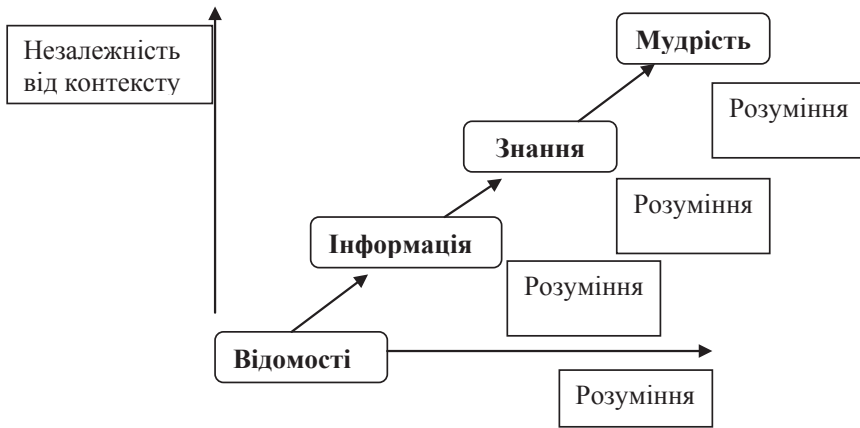 Незалежність
від контексту
Мудрість
Розуміння
Знання
Розуміння
Інформація
Розуміння
Відомості
Розуміння